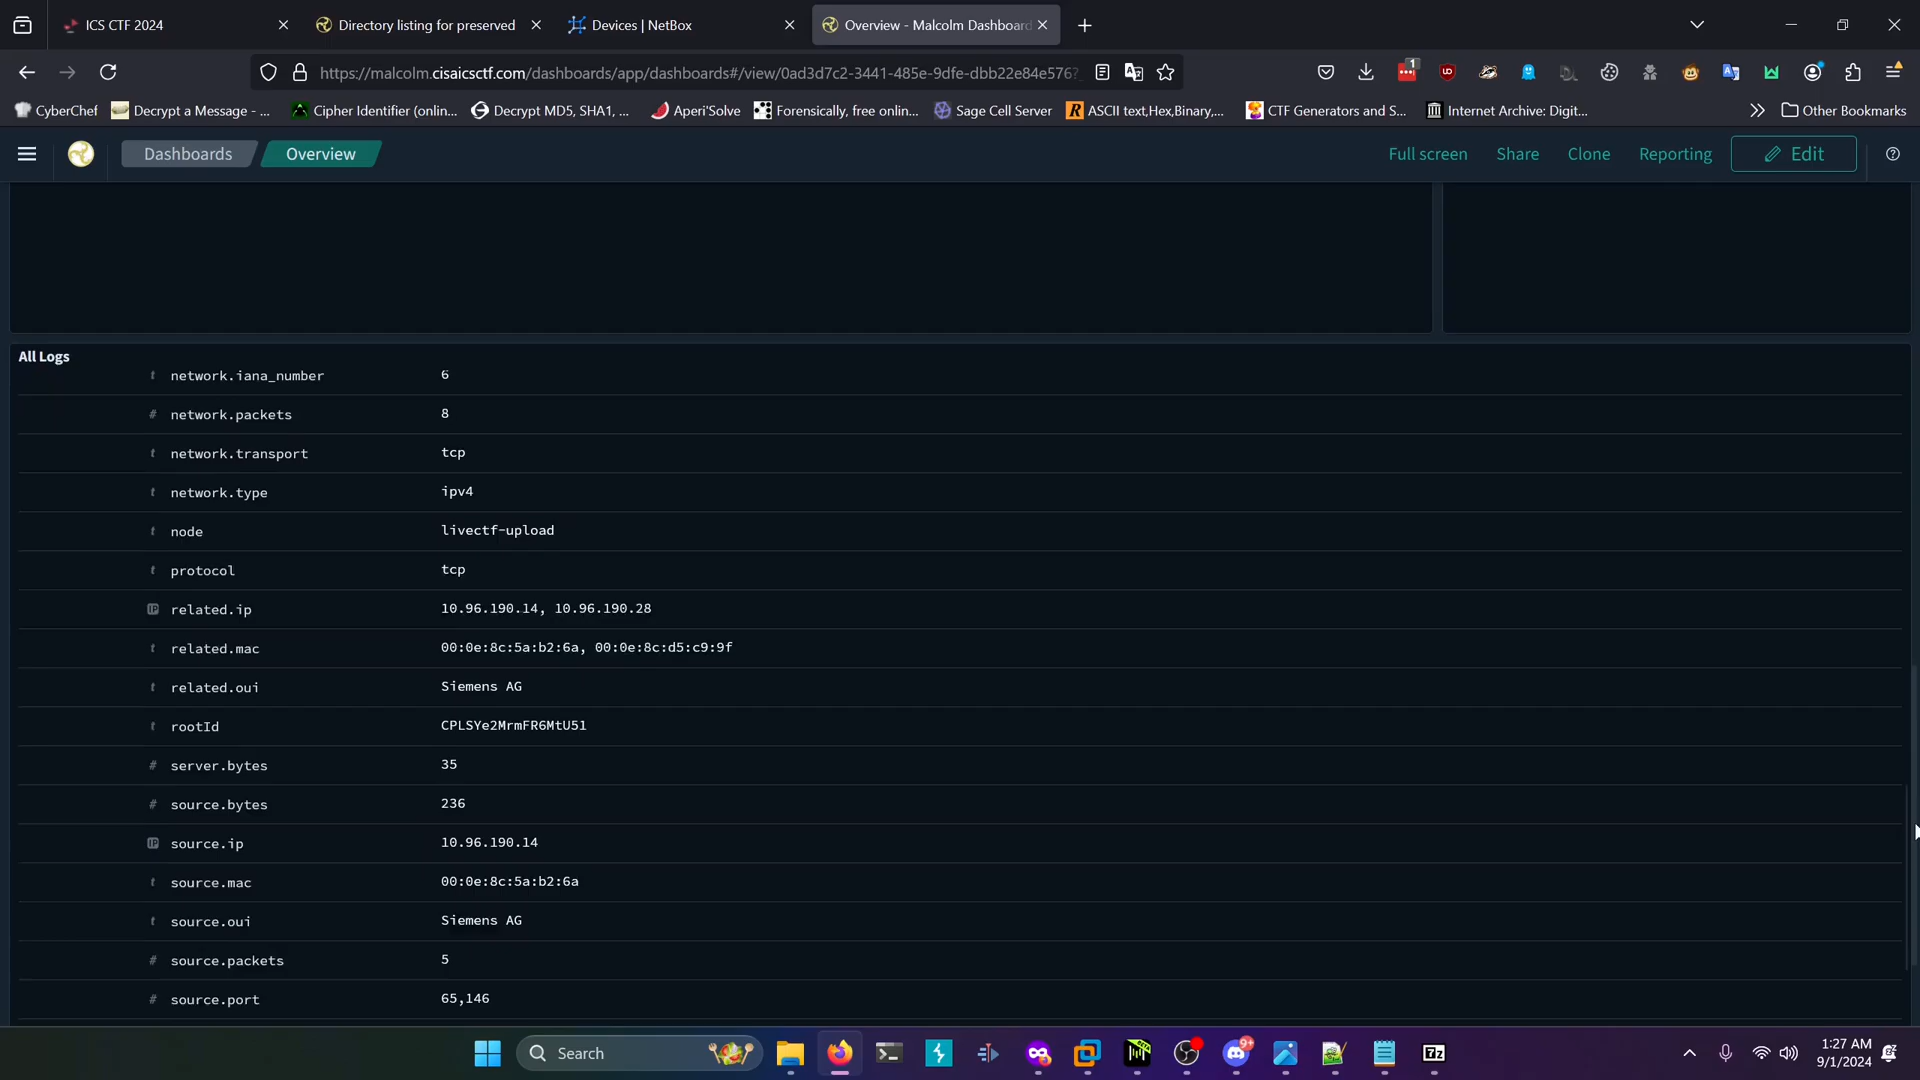 ICS CTF 2024
Directory listing for preserved
Devices | NetBox
Overview - Malcolm Dashboard
https://malcolm.cisaicsctf.com/dashboards/app/dashboards#/view/0ad3d7c2-3441-485e-9dfe-dbb22e84e576?
1
CyberChef
Decrypt a Message - ...
Cipher Identifier (onlin...
Decrypt MD5, SHA1, ...
Aperi'Solve
Forensically, free onlin...
Sage Cell Server
ASCII text,Hex,Binary,...
CTF Generators and S...
Internet Archive: Digit...
Other Bookmarks
Dashboards
Overview
Full screen
Share
Clone
Reporting
Edit
All Logs
t network.iana_number 6
# network.packets 8
t network.transport tcp
t network.type ipv4
t node livectf-upload
t protocol tcp
IP related.ip 10.96.190.14, 10.96.190.28
t related.mac 00:0e:8c:5a:b2:6a, 00:0e:8c:d5:c9:9f
t related.oui Siemens AG
t rootId CPLSYe2MrmFR6MtU51
# server.bytes 35
# source.bytes 236
IP source.ip 10.96.190.14
t source.mac 00:0e:8c:5a:b2:6a
t source.oui Siemens AG
# source.packets 5
# source.port 65,146
Search
9+
7z
1:27 AM
9/1/2024